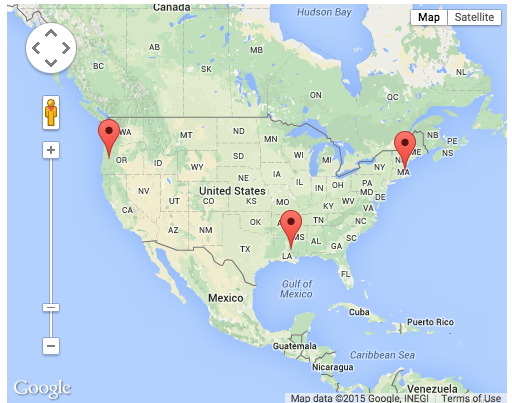 Canada
Hudson Bay
Map
Satellite
AB
MB
BC
SK
NL
ON
QC
NB
PE
WA
ME
NS
MT
ND
MN
OR
ID
SD
WI
MI
NY
MA
WY
IA
NE
PA
NV
United States
IL
IN
OH
MD
DE
UT
CO
KS
MO
KY
WV
VA
CA
OK
TN
NC
AZ
NM
MS
AL
SC
TX
LA
GA
FL
Gulf of
Mexico
Mexico
Cuba
Puerto Rico
Guatemala
Caribbean Sea
Nicaragua
Google
Venezuela
Map data ©2015 Google, INEGI
Terms of Use